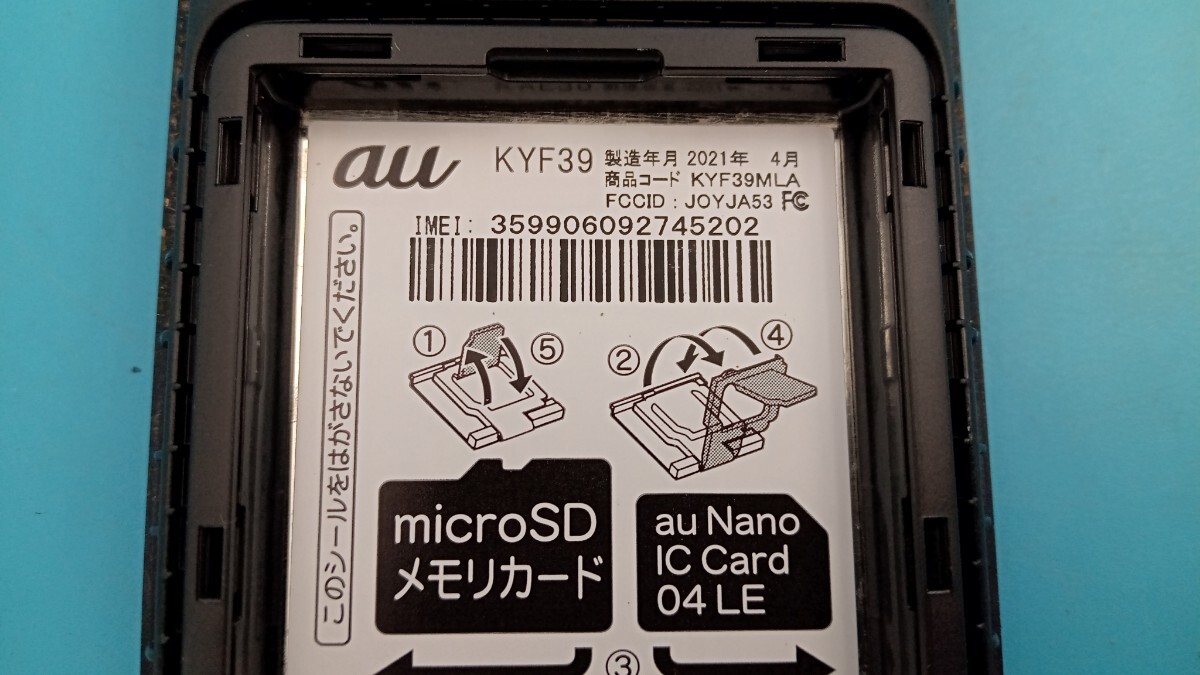 au KYF39 製造年月 2021年 4月
商品コード KYF39MLA
FCCID : JOYJA53 FC
IMEI: 359906092745202
このシールをはがさないでください。
① ⑤ ② ④
microSD
メモリカード
au Nano
IC Card
04 LE
③